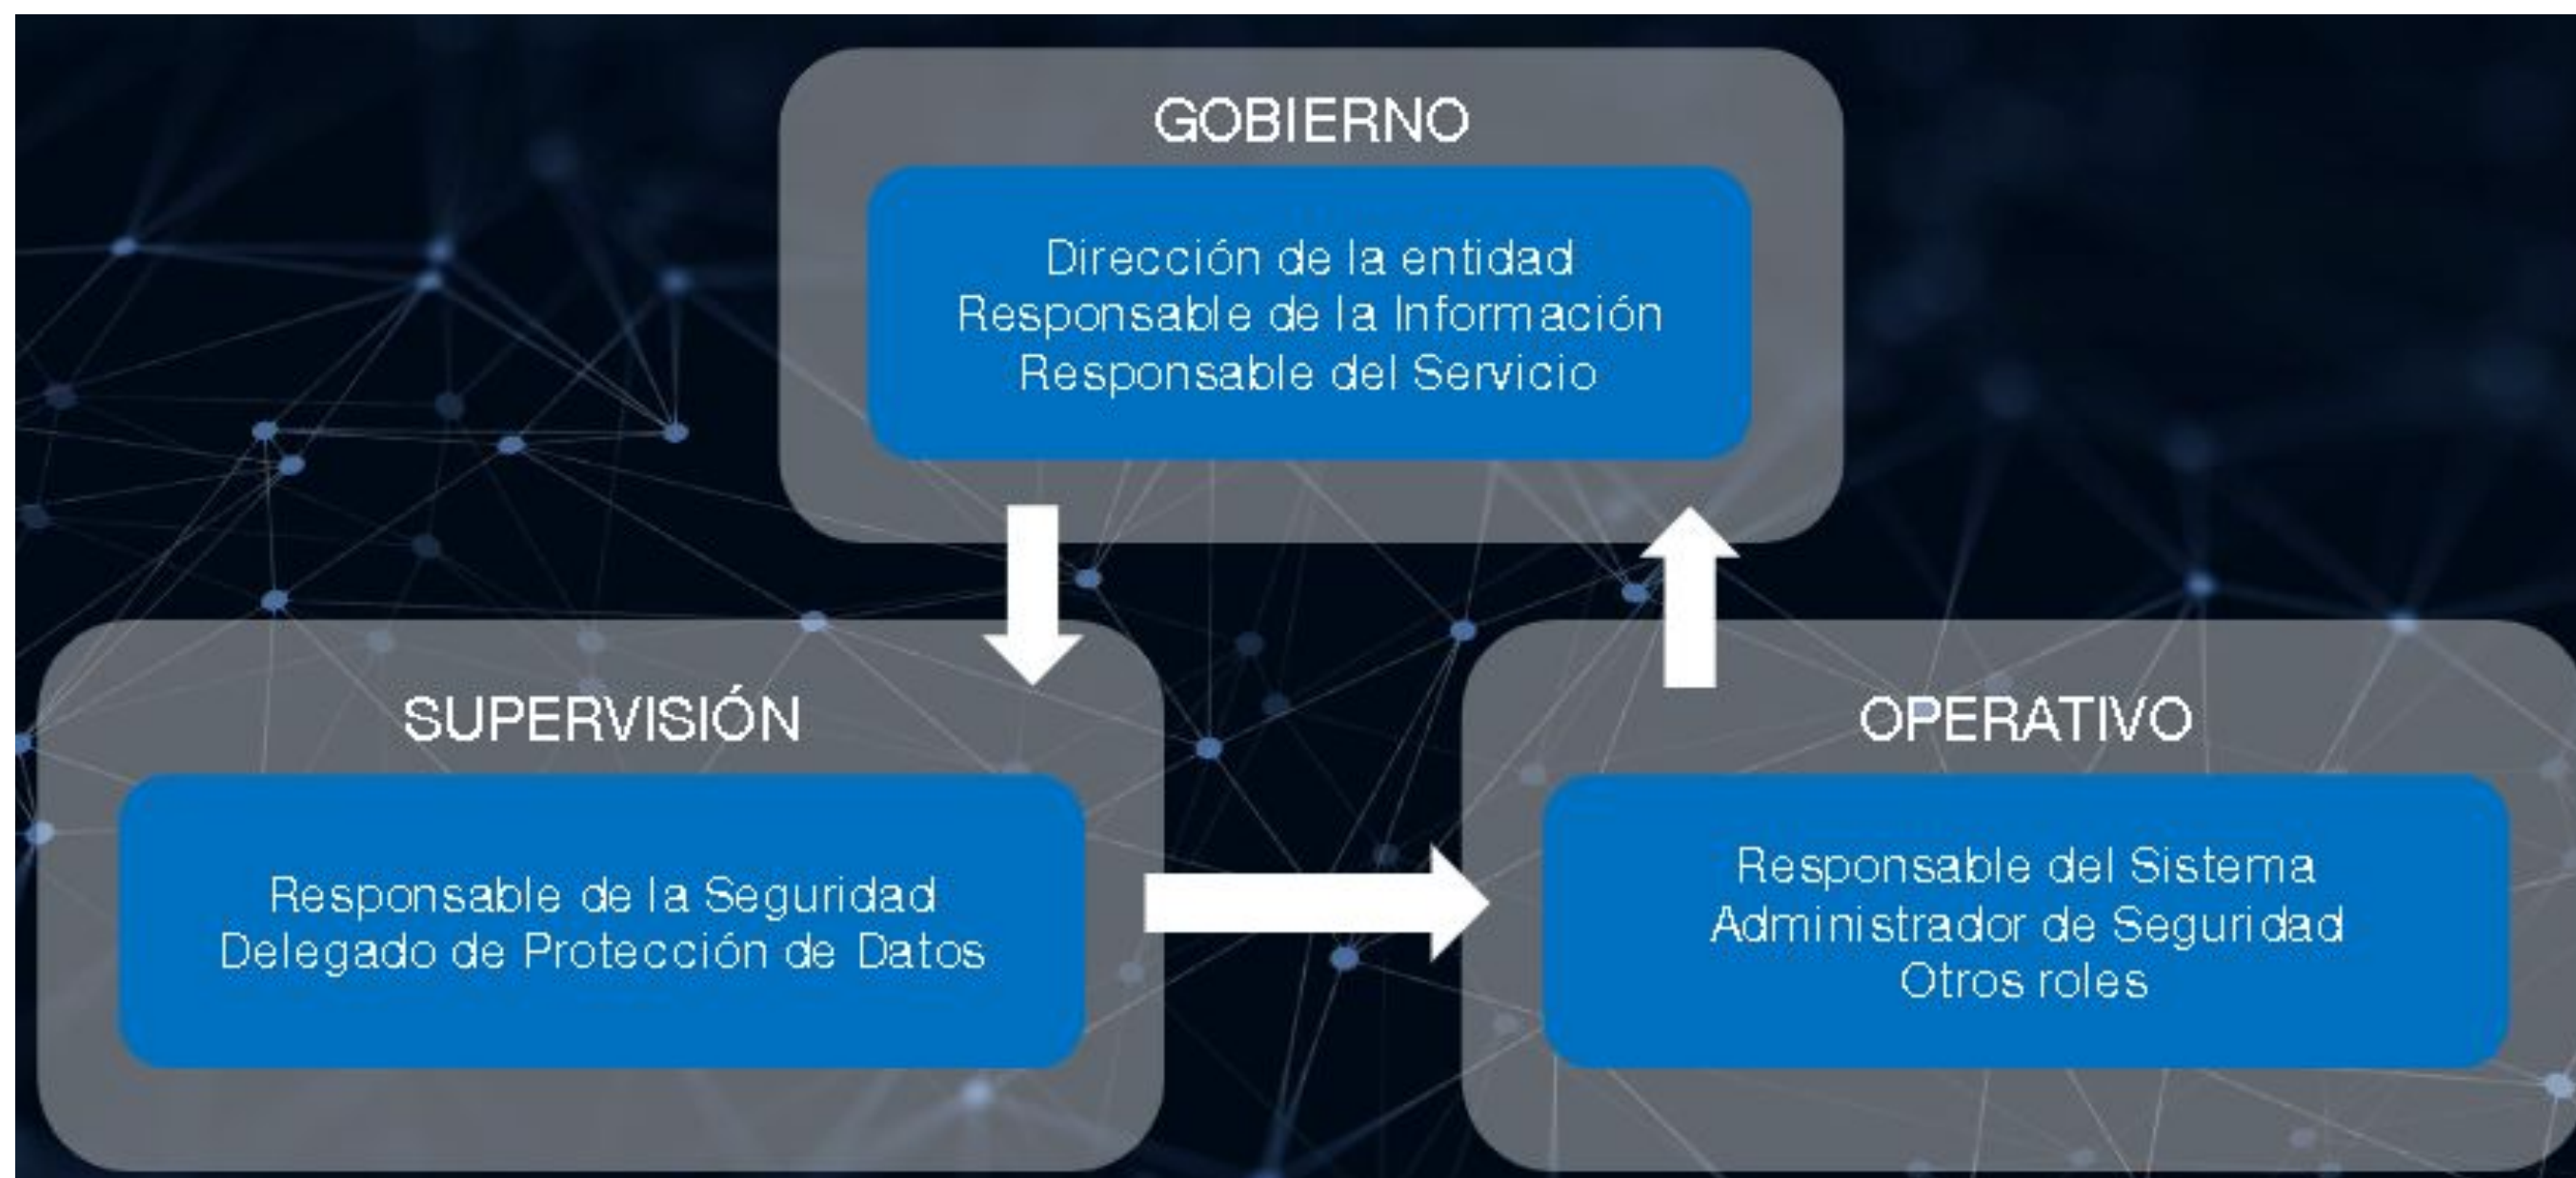 GOBIERNO
Dirección de la entidad
Responsable de la Información
Responsable del Servicio
SUPERVISIÓN
Responsable de la Seguridad
Delegado de Protección de Datos
OPERATIVO
Responsable del Sistema
Administrador de Seguridad
Otros roles